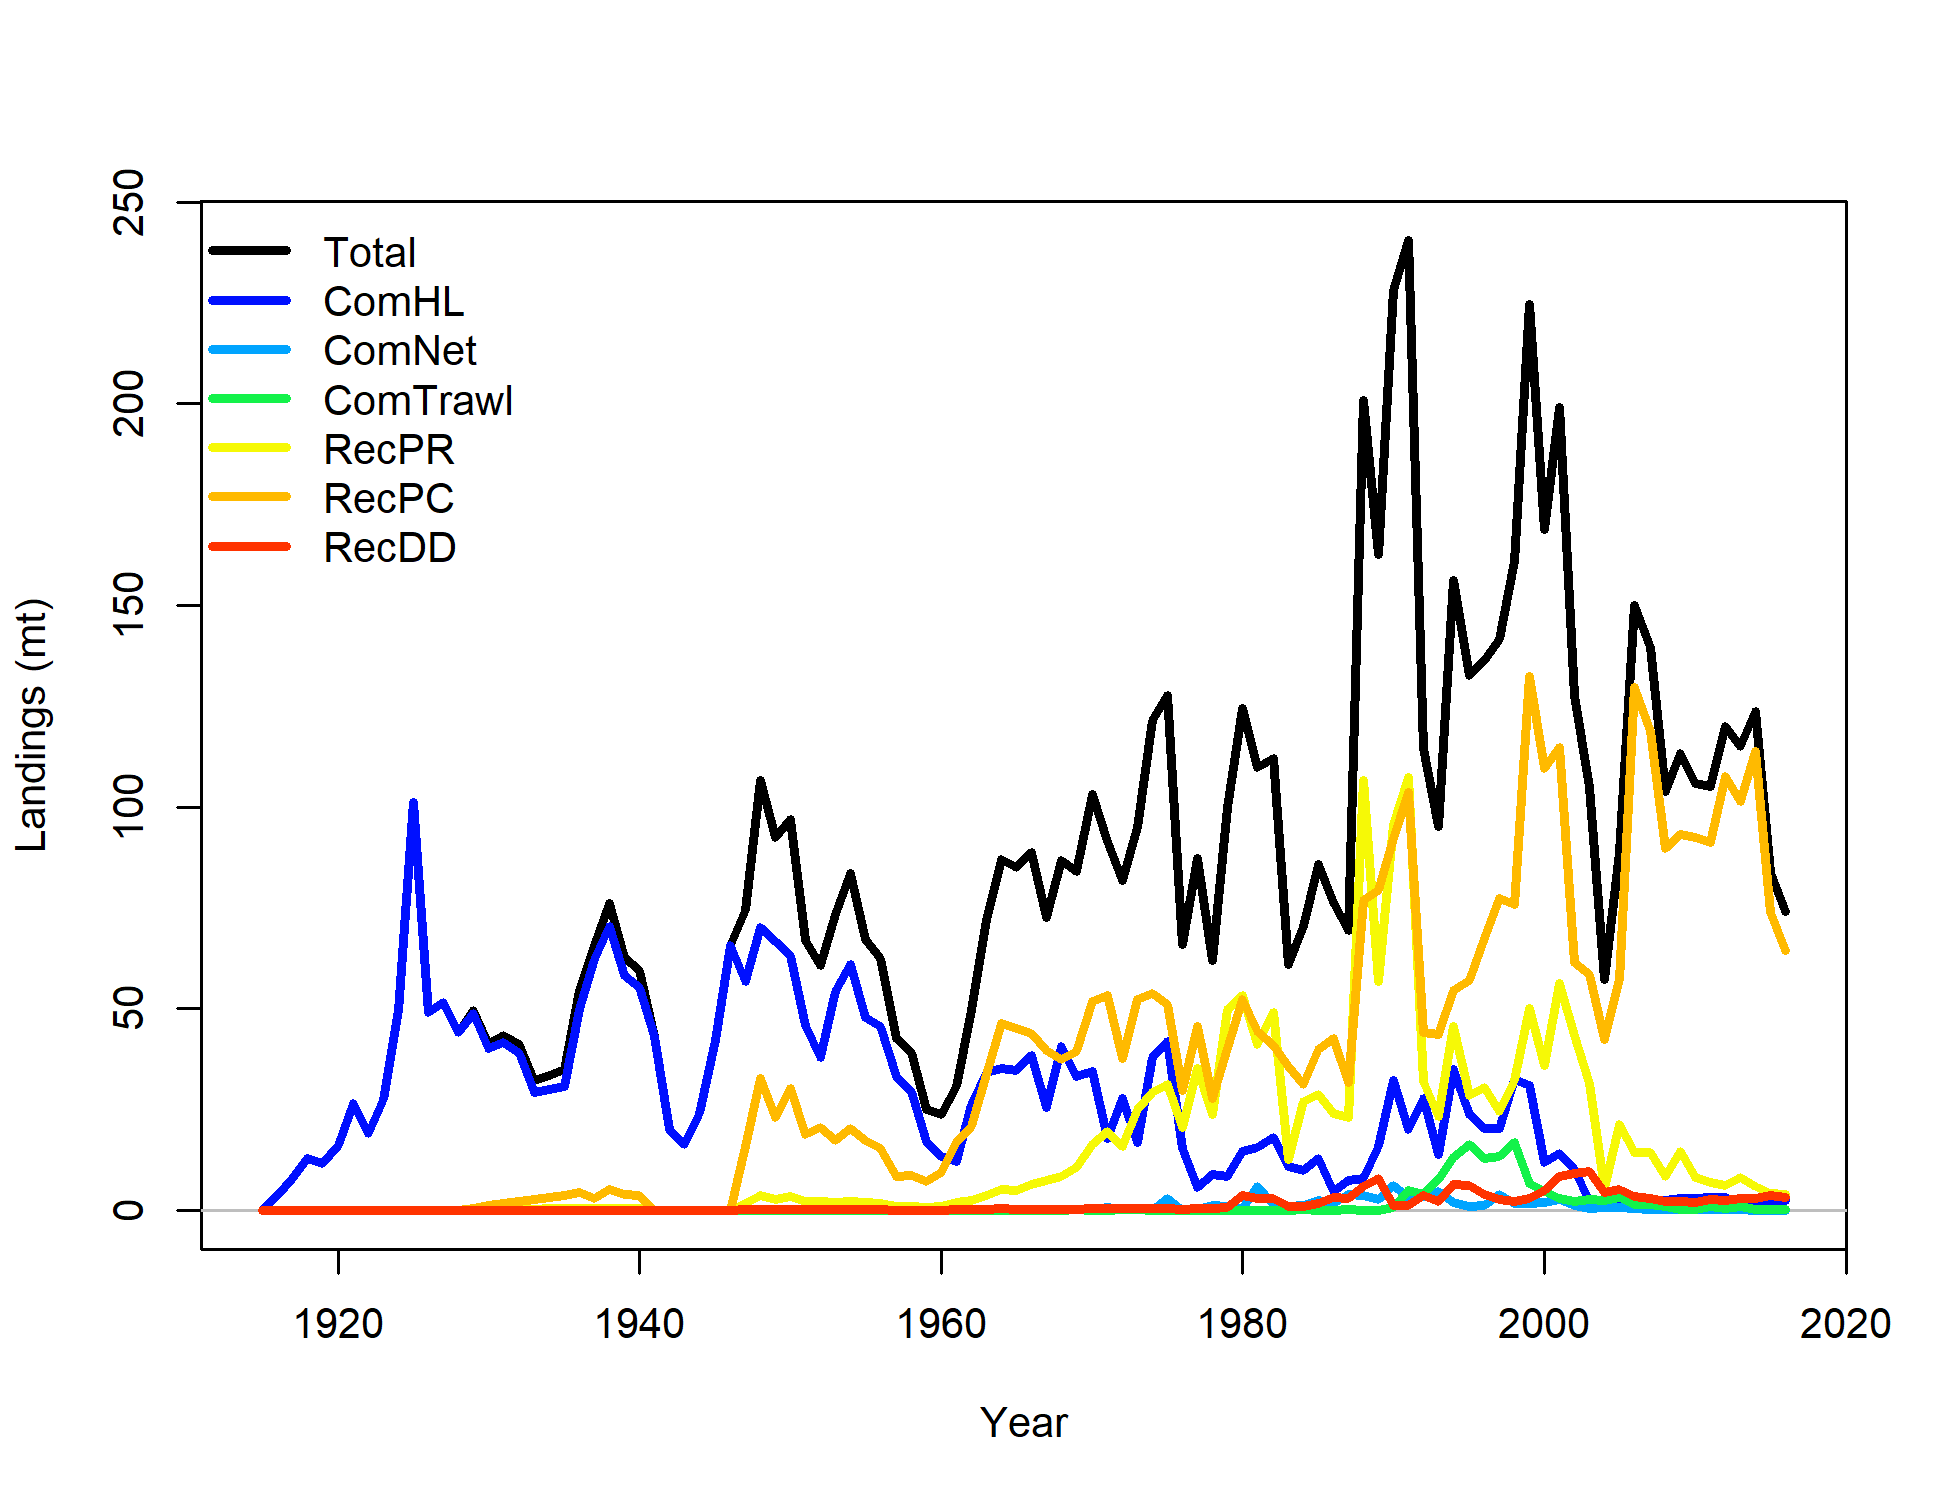 250
200
150
100
50
0
Landings (mt)
Total
ComHL
ComNet
ComTrawl
RecPR
RecPC
RecDD
1920 1940 1960 1980 2000 2020
Year